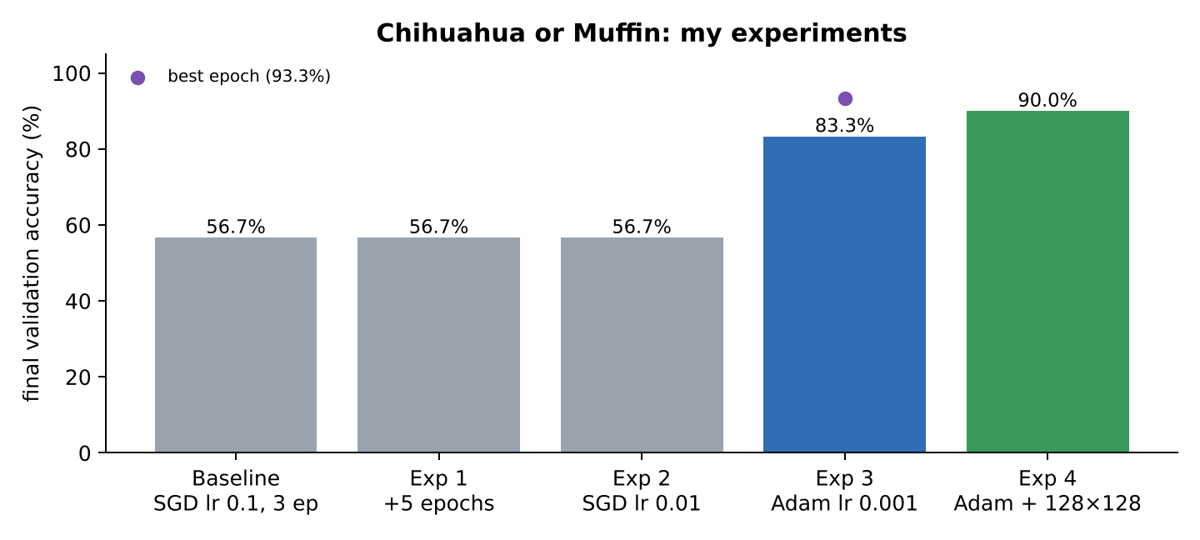 Chihuahua or Muffin: my experiments
best epoch (93.3%)
final validation accuracy (%)
100
80
60
40
20
0
56.7%
56.7%
56.7%
83.3%
90.0%
Baseline
SGD lr 0.1, 3 ep
Exp 1
+5 epochs
Exp 2
SGD lr 0.01
Exp 3
Adam lr 0.001
Exp 4
Adam + 128×128